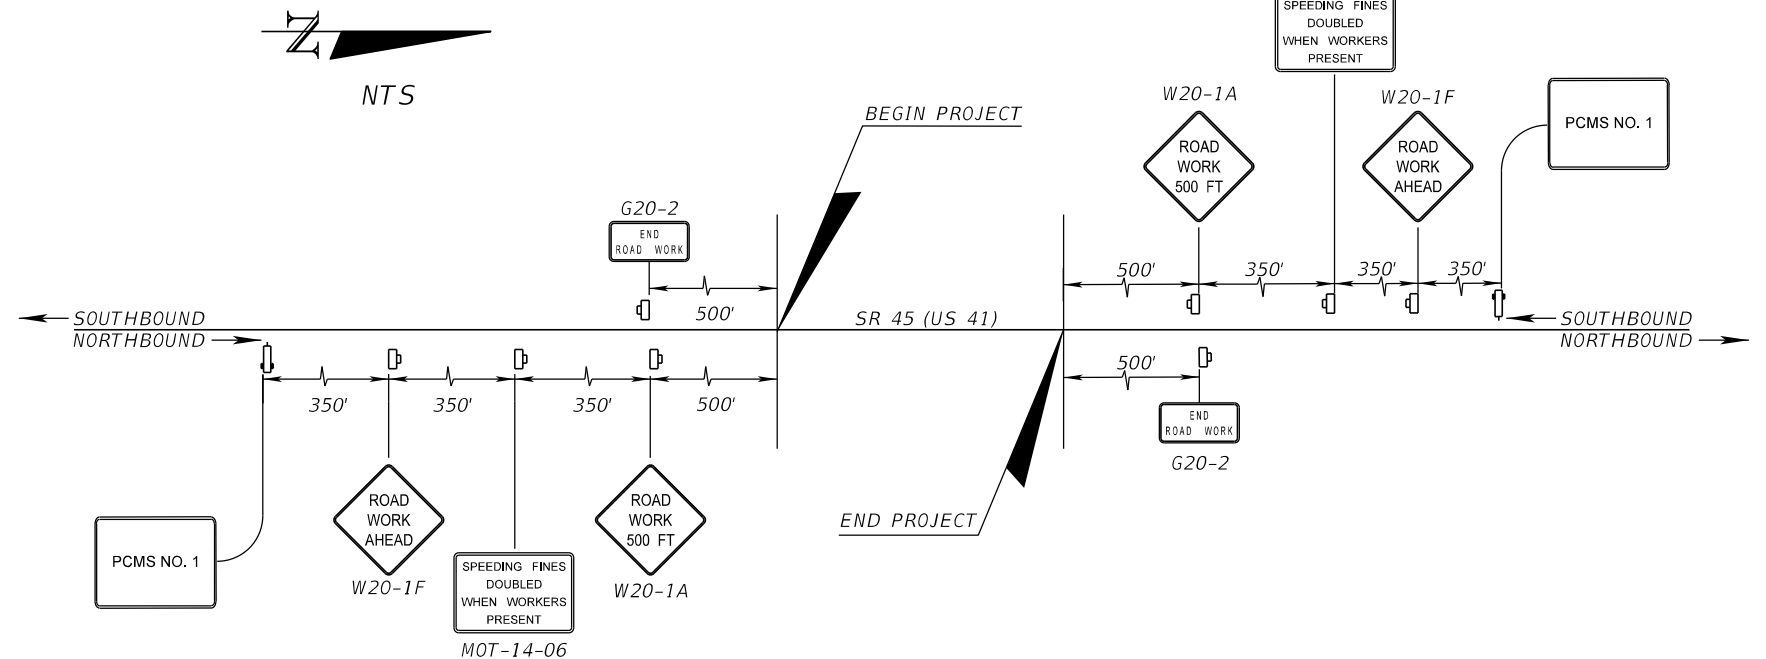 SPEEDING FINES
DOUBLED
WHEN WORKERS
PRESENT
N
NTS
BEGIN PROJECT
W20-1A
ROAD
WORK
500 FT
W20-1F
ROAD
WORK
AHEAD
PCMS NO. 1
G20-2
END
ROAD WORK
500'
500'
350'
350'
350'
SOUTHBOUND
NORTHBOUND
SR 45 (US 41)
SOUTHBOUND
NORTHBOUND
350'
350'
350'
500'
500'
END
ROAD WORK
G20-2
PCMS NO. 1
ROAD
WORK
AHEAD
W20-1F
SPEEDING FINES
DOUBLED
WHEN WORKERS
PRESENT
MOT-14-06
ROAD
WORK
500 FT
W20-1A
END PROJECT